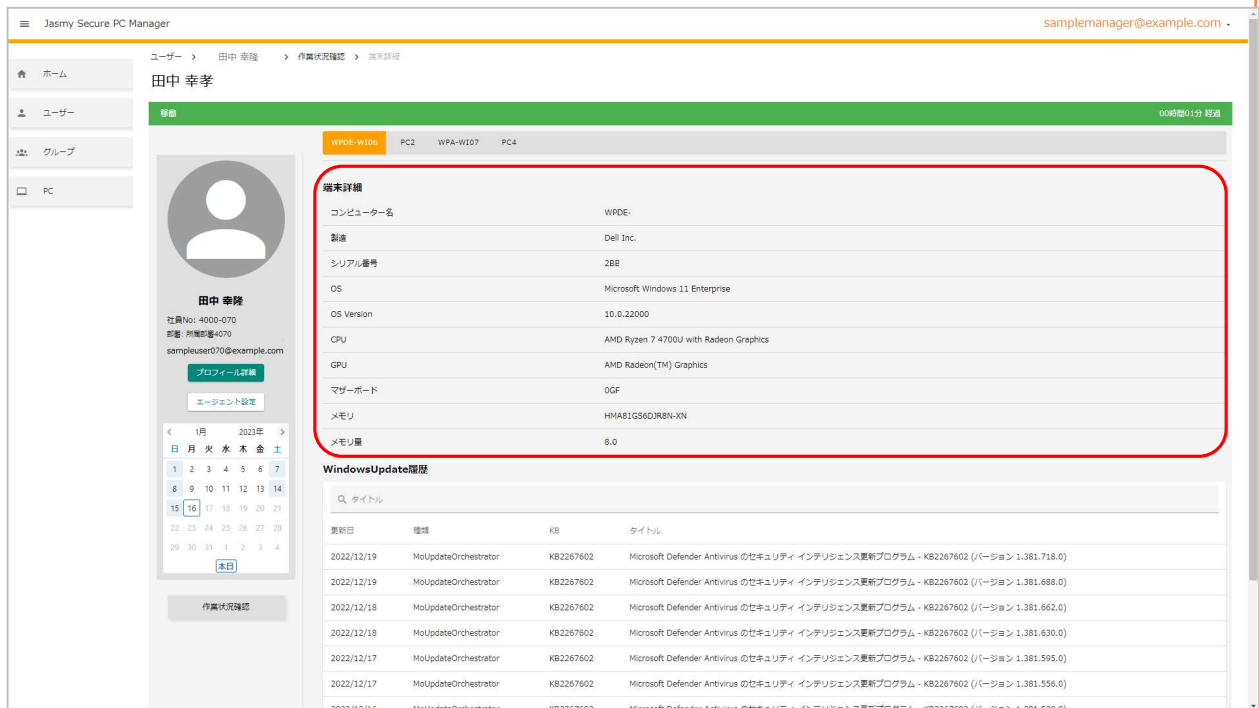 Jasmy Secure PC Manager
samplemanager@example.com
ユーザー > 田中 幸隆 > 作業状況確認 > 端末詳細
田中 幸孝
ホーム
ユーザー
グループ
PC
稼働 00時間01分 経過
WPDE-WI06 PC2 WPA-WI07 PC4
田中 幸隆
社員No: 4000-070
部署: 所属部署4070
sampleuser070@example.com
プロフィール詳細
エージェント設定
< 1月 2023年 >
日 月 火 水 木 金 土
1 2 3 4 5 6 7
8 9 10 11 12 13 14
15 16 17 18 19 20 21
22 23 24 25 26 27 28
29 30 31 1 2 3 4
本日
作業状況確認
端末詳細
コンピューター名 WPDE-
製造 Dell Inc.
シリアル番号 2BB
OS Microsoft Windows 11 Enterprise
OS Version 10.0.22000
CPU AMD Ryzen 7 4700U with Radeon Graphics
GPU AMD Radeon(TM) Graphics
マザーボード 0GF
メモリ HMA81GS6DJR8N-XN
メモリ量 8.0
WindowsUpdate履歴
タイトル
更新日 種類 KB タイトル
2022/12/19 MoUpdateOrchestrator KB2267602 Microsoft Defender Antivirus のセキュリティ インテリジェンス更新プログラム - KB2267602 (バージョン 1.381.718.0)
2022/12/19 MoUpdateOrchestrator KB2267602 Microsoft Defender Antivirus のセキュリティ インテリジェンス更新プログラム - KB2267602 (バージョン 1.381.688.0)
2022/12/18 MoUpdateOrchestrator KB2267602 Microsoft Defender Antivirus のセキュリティ インテリジェンス更新プログラム - KB2267602 (バージョン 1.381.662.0)
2022/12/18 MoUpdateOrchestrator KB2267602 Microsoft Defender Antivirus のセキュリティ インテリジェンス更新プログラム - KB2267602 (バージョン 1.381.630.0)
2022/12/17 MoUpdateOrchestrator KB2267602 Microsoft Defender Antivirus のセキュリティ インテリジェンス更新プログラム - KB2267602 (バージョン 1.381.595.0)
2022/12/17 MoUpdateOrchestrator KB2267602 Microsoft Defender Antivirus のセキュリティ インテリジェンス更新プログラム - KB2267602 (バージョン 1.381.556.0)